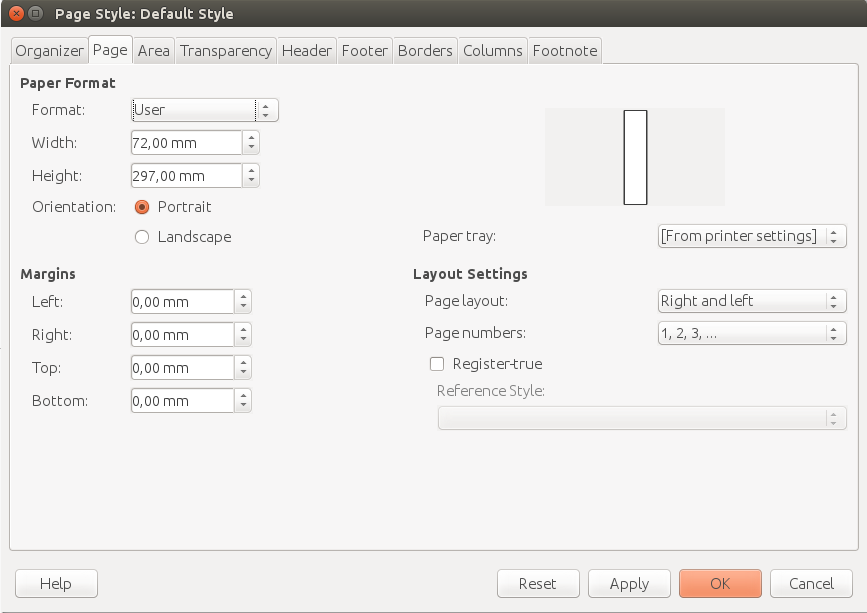 Page Style: Default Style
Organizer Page Area Transparency Header Footer Borders Columns Footnote
Paper Format
Format: User
Width: 72,00 mm
Height: 297,00 mm
Orientation: Portrait
Landscape
Paper tray: [From printer settings]
Margins
Left: 0,00 mm
Right: 0,00 mm
Top: 0,00 mm
Bottom: 0,00 mm
Layout Settings
Page layout: Right and left
Page numbers: 1, 2, 3, ...
Register-true
Reference Style:
Help Reset Apply OK Cancel